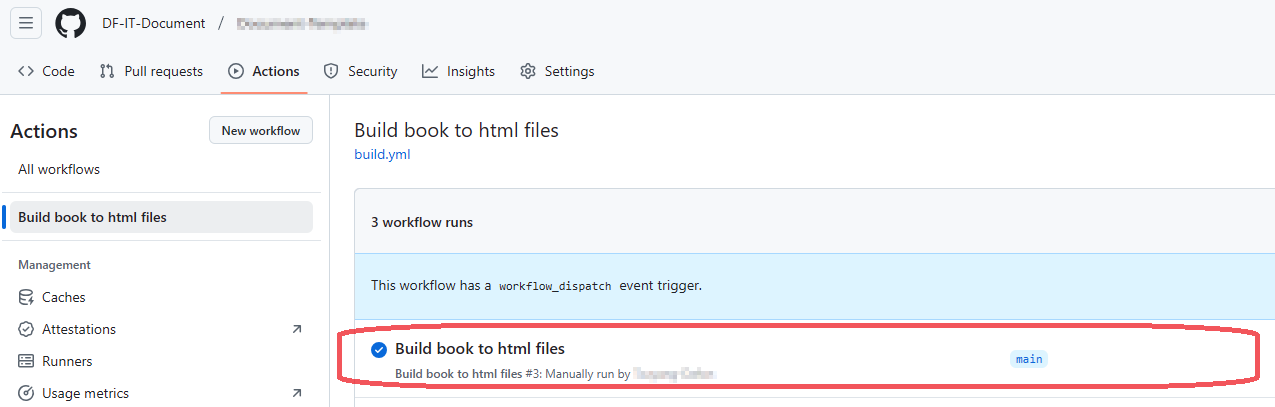 DF-IT-Document /
Code Pull requests Actions Security Insights Settings
Actions New workflow
All workflows
Build book to html files
Management
Caches
Attestations
Runners
Usage metrics
Build book to html files
build.yml
3 workflow runs
This workflow has a workflow_dispatch event trigger.
Build book to html files
main
Build book to html files #3: Manually run by